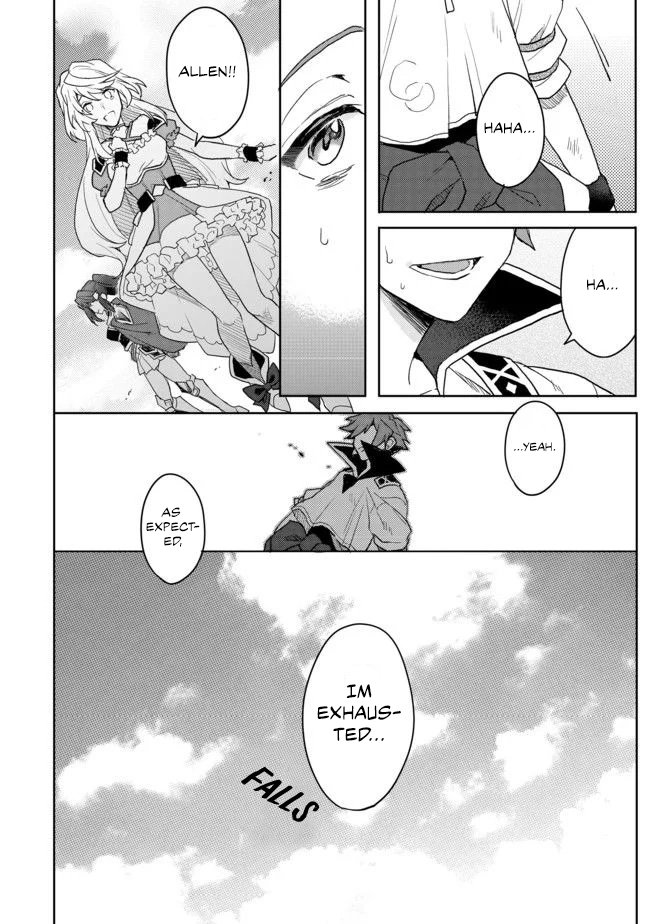 HAHA...
HA...
ALLEN!!
...YEAH.
AS
EXPECT-
ED,
IM
EXHAUS-
TED...
FALLS